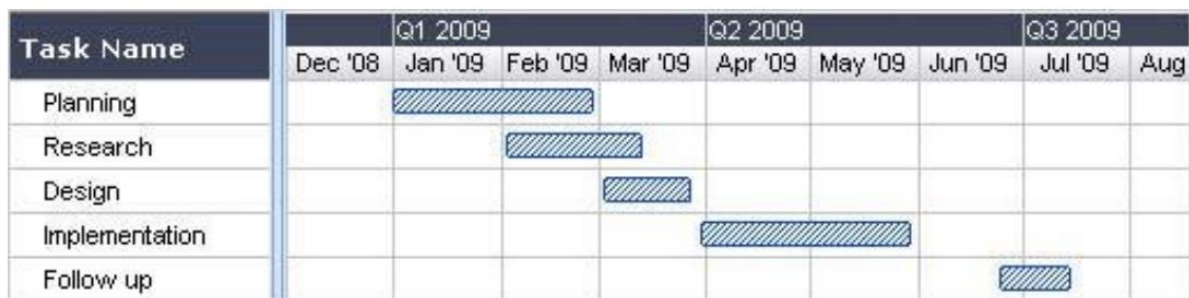 Task Name
Q1 2009 Q2 2009 Q3 2009
Dec '08 Jan '09 Feb '09 Mar '09 Apr '09 May '09 Jun '09 Jul '09 Aug
Planning
Research
Design
Implementation
Follow up